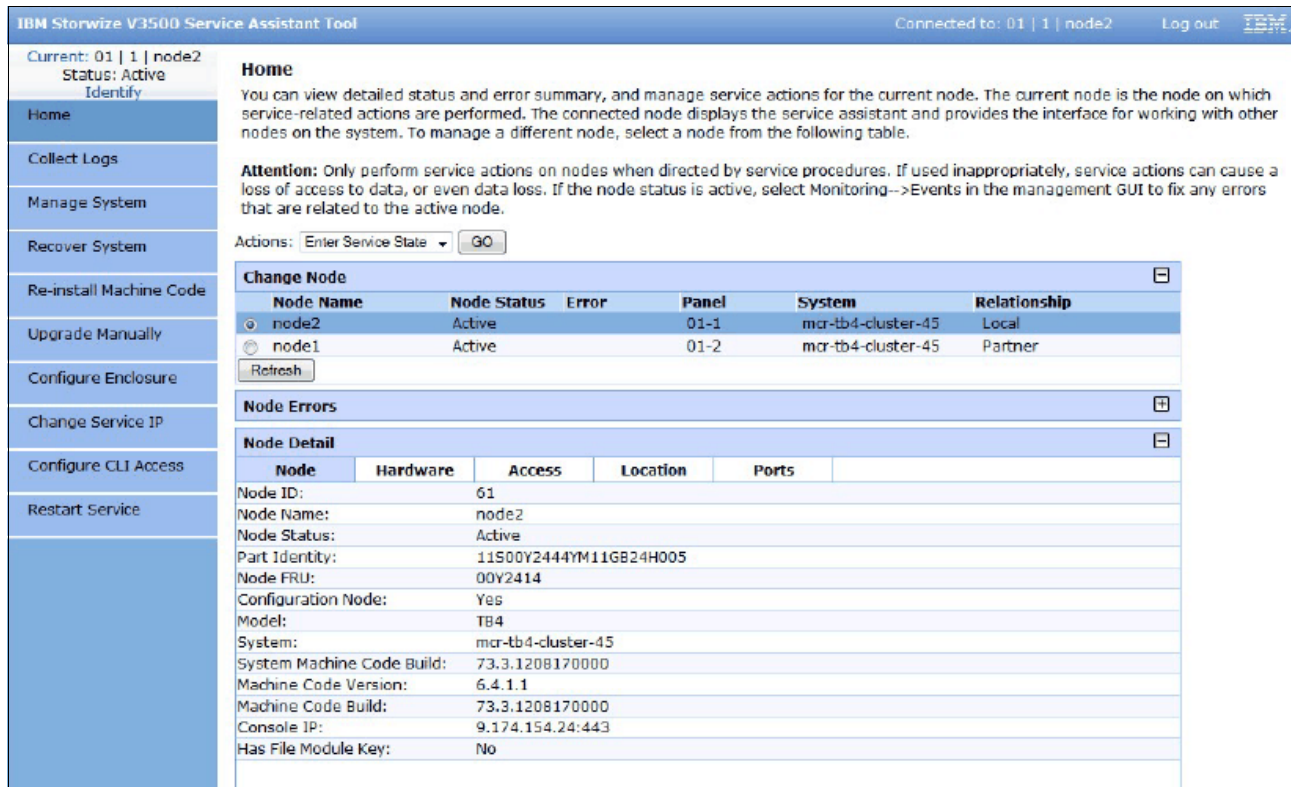 IBM Storwize V3500 Service Assistant Tool Connected to: 01 | 1 | node2 Log out IBM.
Current: 01 | 1 | node2
Status: Active
Identify
Home
Collect Logs
Manage System
Recover System
Re-install Machine Code
Upgrade Manually
Configure Enclosure
Change Service IP
Configure CLI Access
Restart Service
Home
You can view detailed status and error summary, and manage service actions for the current node. The current node is the node on which
service-related actions are performed. The connected node displays the service assistant and provides the interface for working with other
nodes on the system. To manage a different node, select a node from the following table.
Attention: Only perform service actions on nodes when directed by service procedures. If used inappropriately, service actions can cause a
loss of access to data, or even data loss. If the node status is active, select Monitoring-->Events in the management GUI to fix any errors
that are related to the active node.
Actions: Enter Service State GO
Change Node
Node Name Node Status Error Panel System Relationship
node2 Active 01-1 mcr-tb4-cluster-45 Local
node1 Active 01-2 mcr-tb4-cluster-45 Partner
Refresh
Node Errors
Node Detail
Node Hardware Access Location Ports
Node ID: 61
Node Name: node2
Node Status: Active
Part Identity: 11S00Y2444YM11GB24H005
Node FRU: 00Y2414
Configuration Node: Yes
Model: TB4
System: mcr-tb4-cluster-45
System Machine Code Build: 73.3.1208170000
Machine Code Version: 6.4.1.1
Machine Code Build: 73.3.1208170000
Console IP: 9.174.154.24:443
Has File Module Key: No